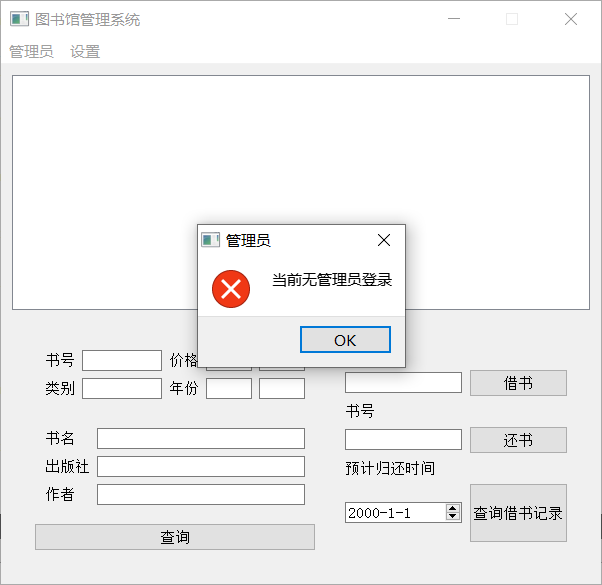 图书馆管理系统
管理员 设置
管理员
当前无管理员登录
OK
书号 价格
类别 年份
借书
书号
书名
还书
出版社
预计归还时间
作者
2000-1-1
查询借书记录
查询